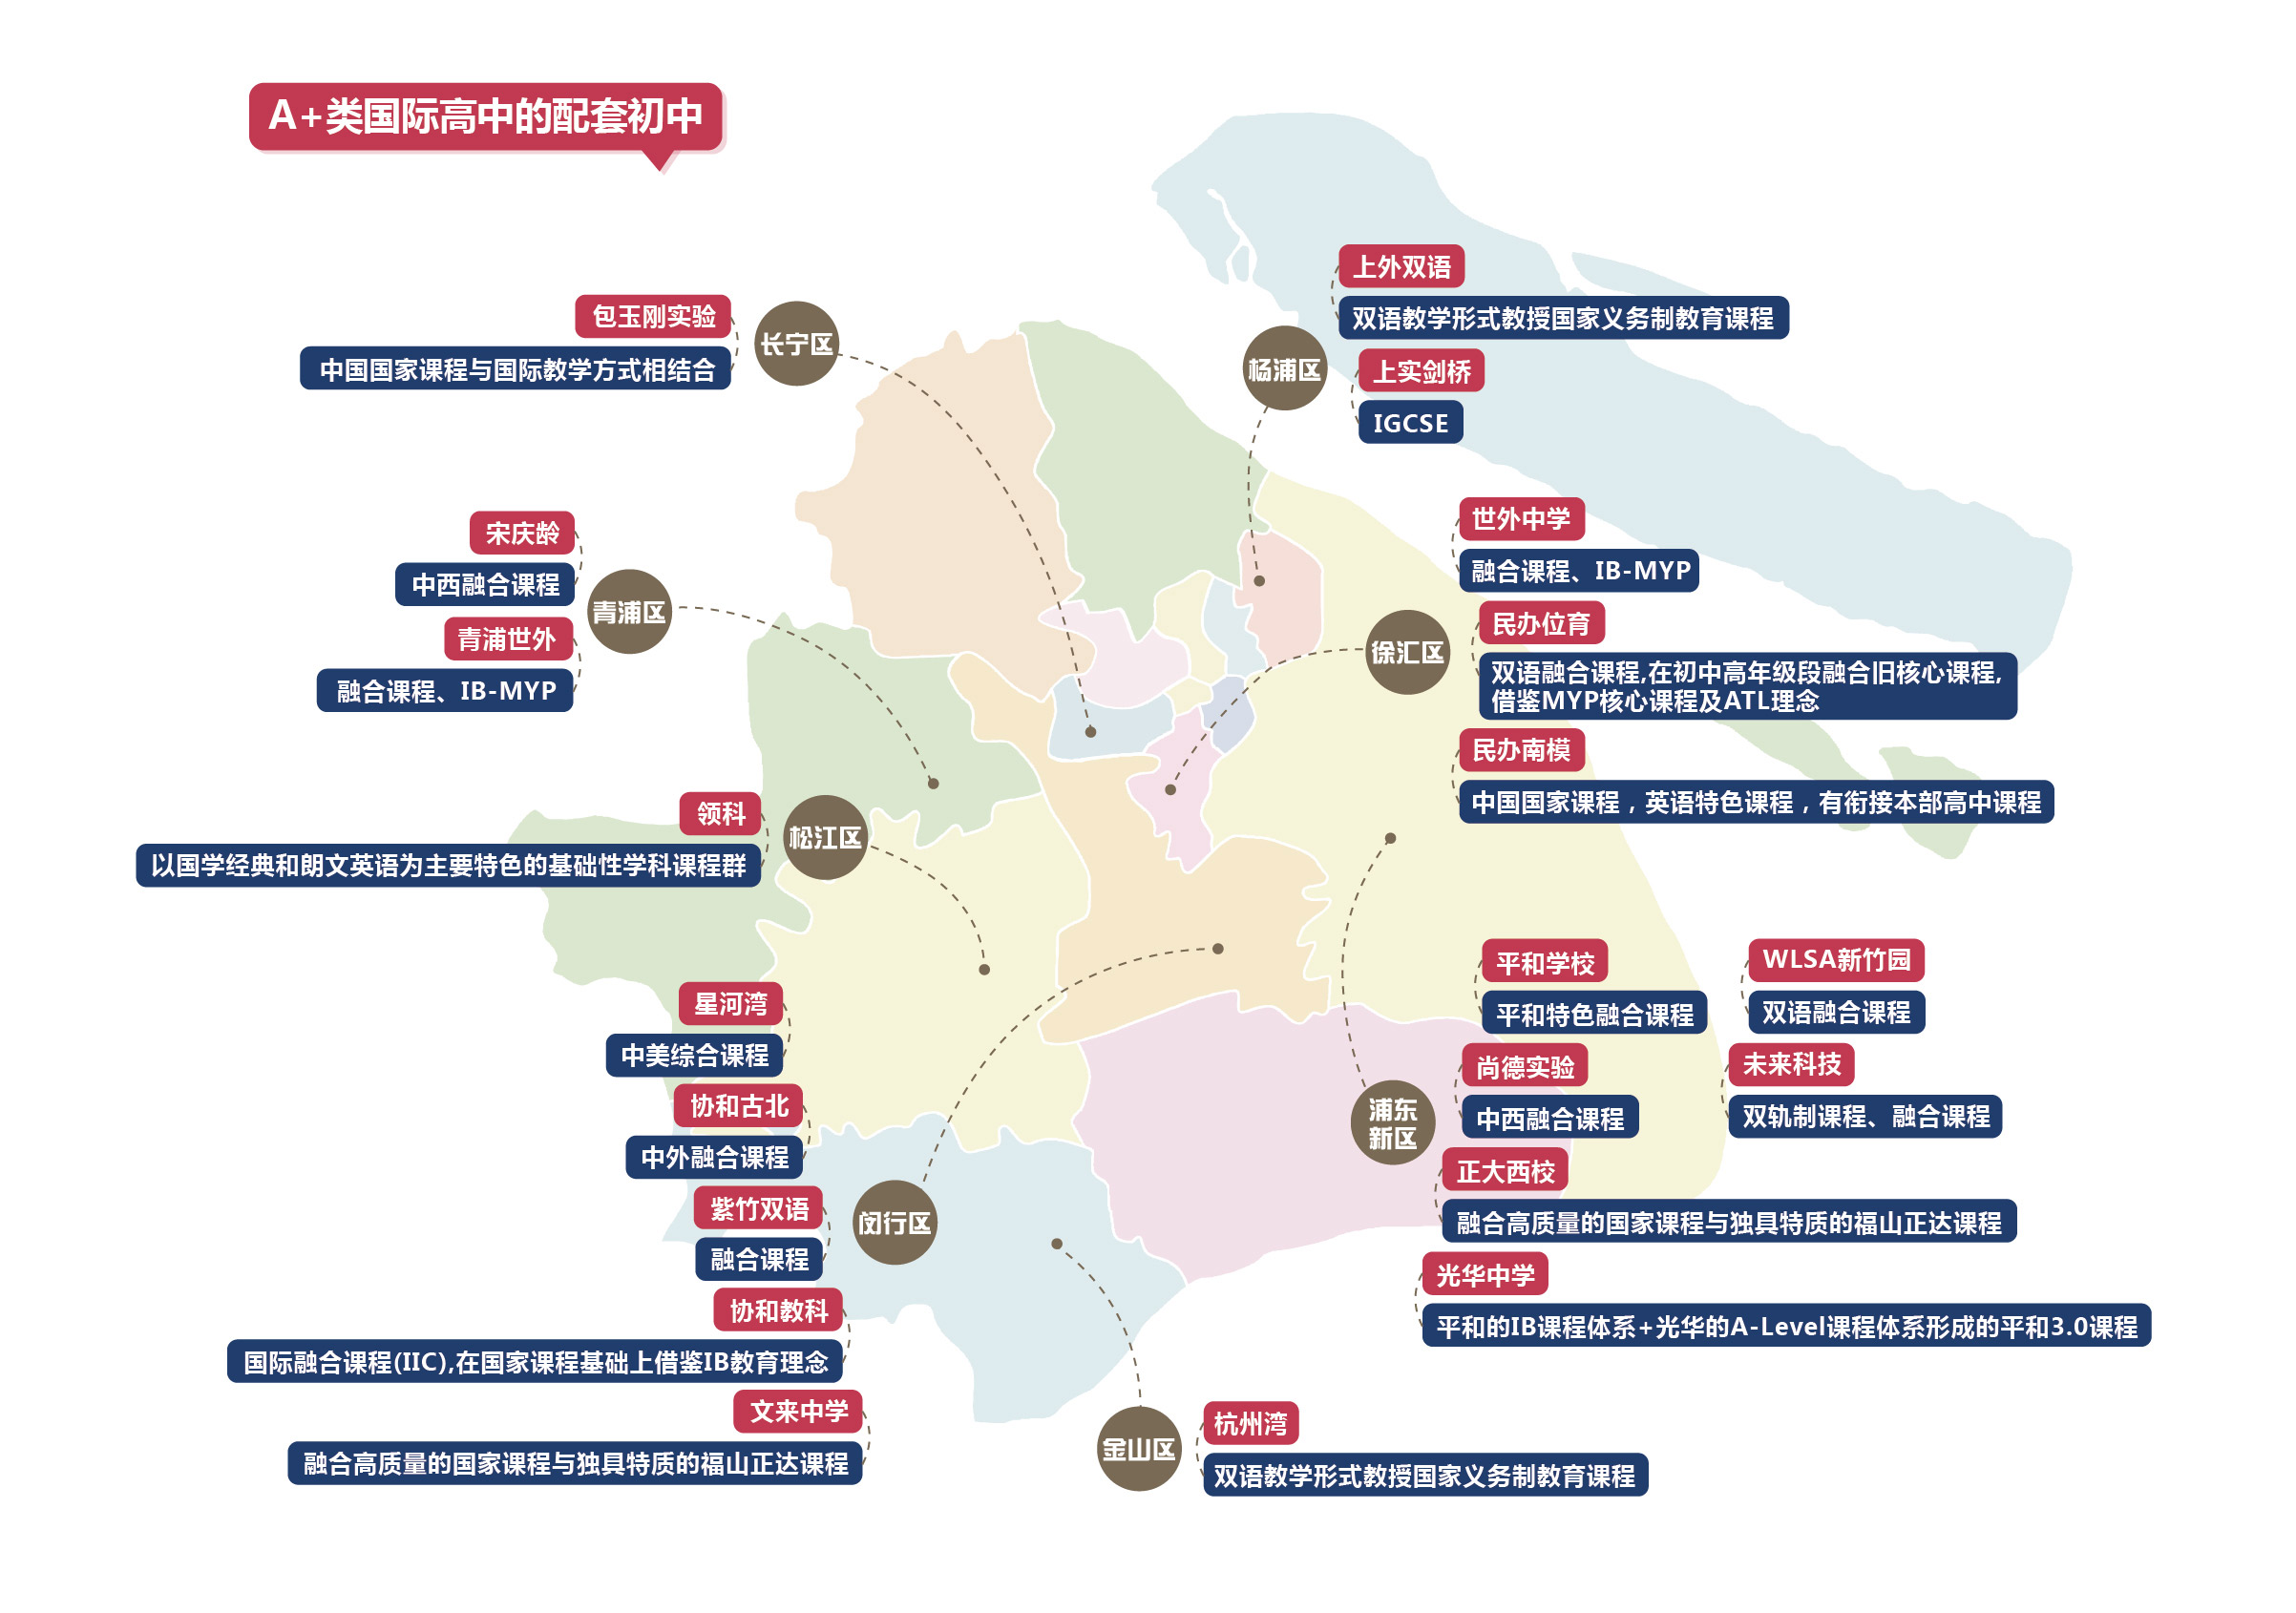 A+类国际高中的配套初中
长宁区
包玉刚实验
中国国家课程与国际教学方式相结合
杨浦区
上外双语
双语教学形式教授国家义务制教育课程
上实剑桥
IGCSE
青浦区
宋庆龄
中西融合课程
青浦世外
融合课程、IB-MYP
徐汇区
世外中学
融合课程、IB-MYP
民办位育
双语融合课程,在初中高年级段融合旧核心课程,
借鉴MYP核心课程及ATL理念
民办南模
中国国家课程，英语特色课程，有衔接本部高中课程
松江区
领科
以国学经典和朗文英语为主要特色的基础性学科课程群
闵行区
星河湾
中美综合课程
协和古北
中外融合课程
紫竹双语
融合课程
协和教科
国际融合课程(IIC),在国家课程基础上借鉴IB教育理念
文来中学
融合高质量的国家课程与独具特质的福山正达课程
浦东
新区
平和学校
平和特色融合课程
WLSA新竹园
双语融合课程
尚德实验
中西融合课程
未来科技
双轨制课程、融合课程
正大西校
融合高质量的国家课程与独具特质的福山正达课程
光华中学
平和的IB课程体系+光华的A-Level课程体系形成的平和3.0课程
金山区
杭州湾
双语教学形式教授国家义务制教育课程